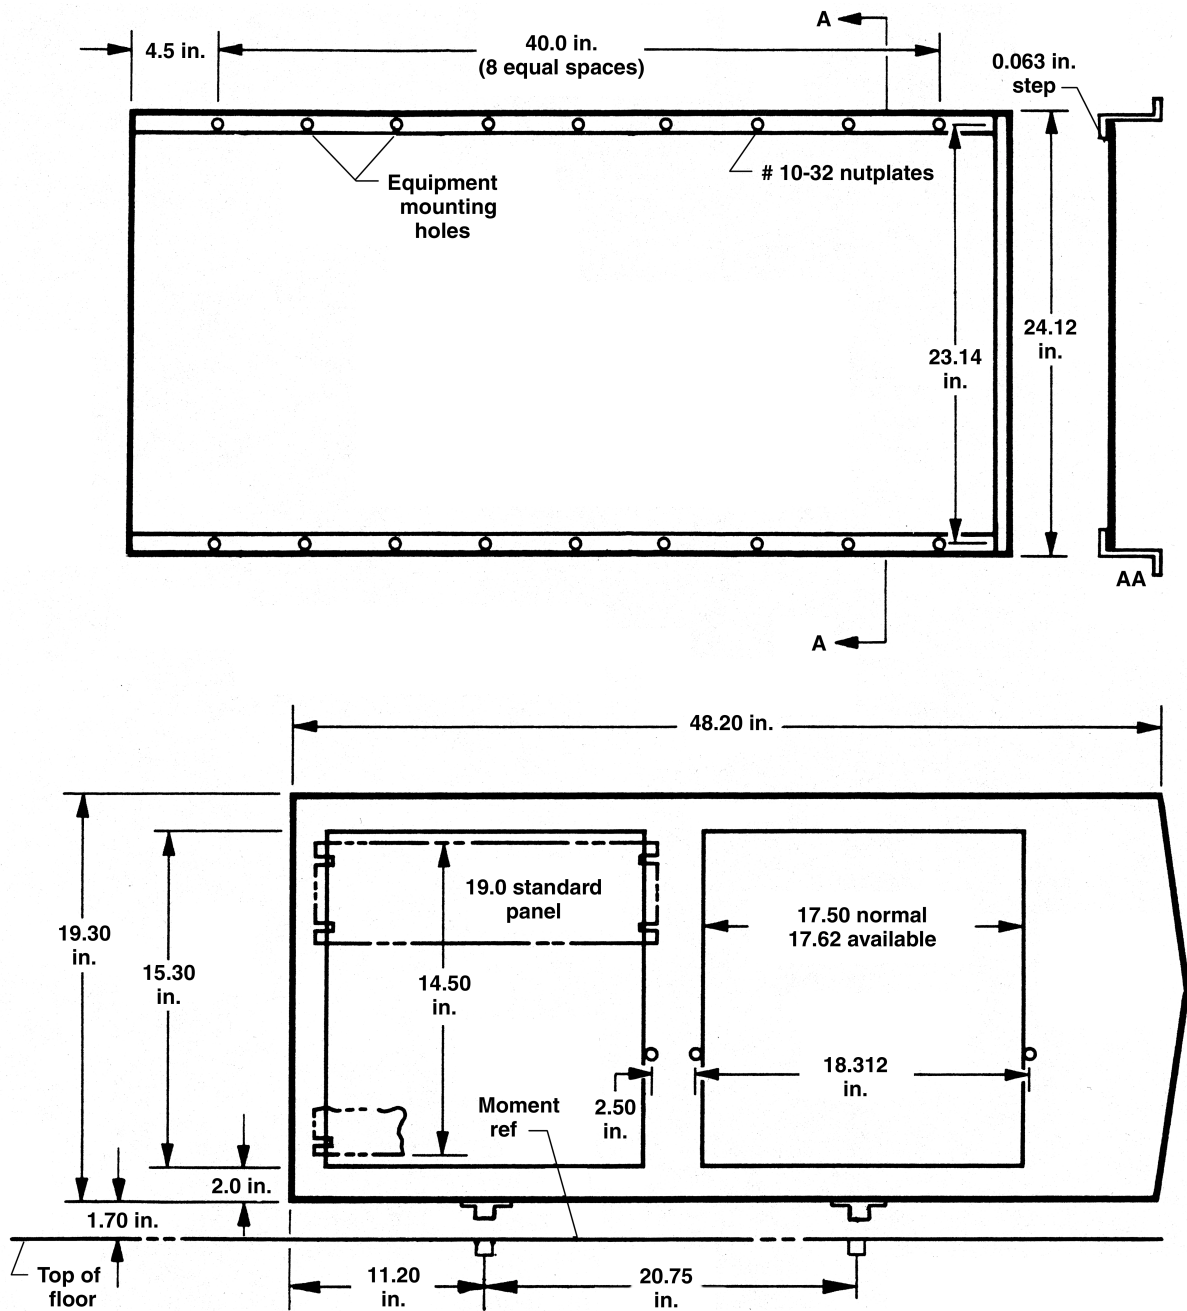 A
4.5 in.
40.0 in.
(8 equal spaces)
0.063 in.
step
Equipment
mounting
holes
# 10-32 nutplates
23.14
in.
24.12
in.
AA
A
48.20 in.
19.30
in.
15.30
in.
19.0 standard
panel
14.50
in.
17.50 normal
17.62 available
18.312
in.
2.50
in.
Moment
ref
2.0 in.
1.70 in.
Top of
floor
11.20
in.
20.75
in.